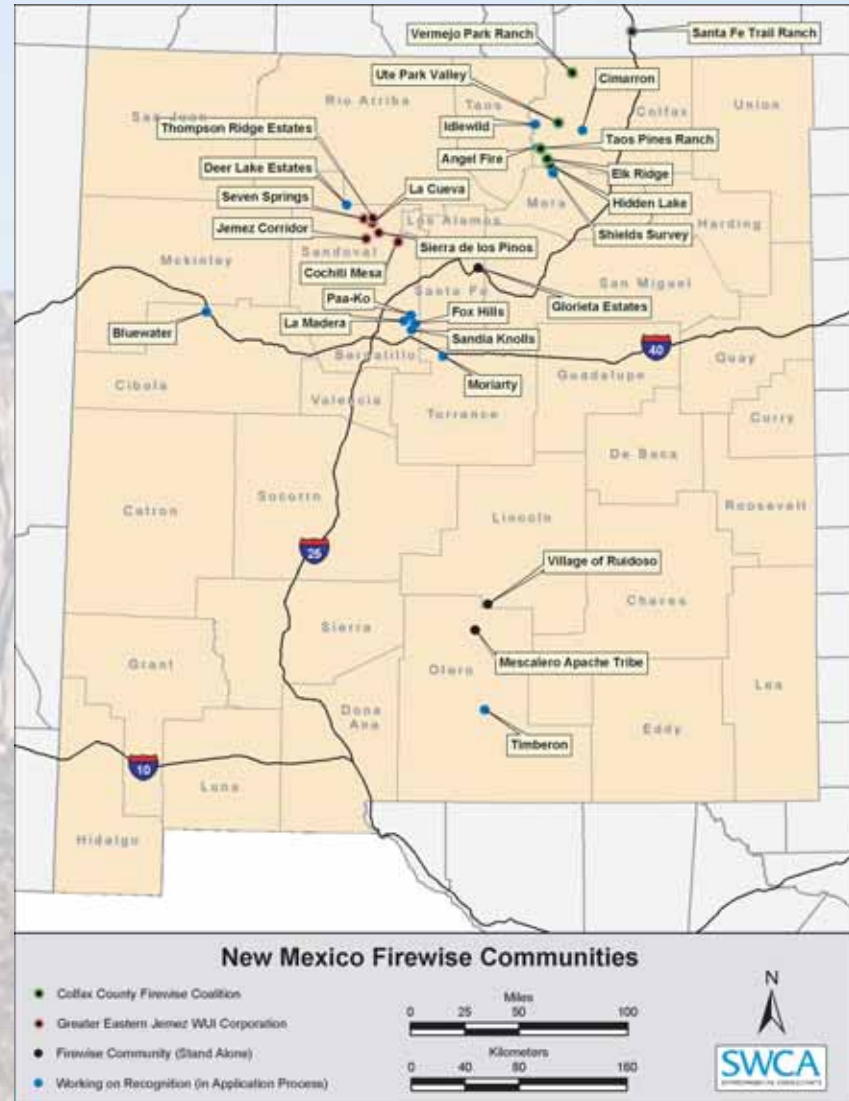 Vermejo Park Ranch
Santa Fe Trail Ranch
Ute Park Valley
Cimarron
San Juan
Rio Arriba
Taos
Colfax
Union
Thompson Ridge Estates
Idlewild
Taos Pines Ranch
Angel Fire
Deer Lake Estates
Elk Ridge
Seven Springs
La Cueva
Mora
Hidden Lake
Los Alamos
Harding
Jemez Corridor
Shields Survey
Sandoval
Sierra de los Pinos
McKinley
Cochiti Mesa
San Miguel
Santa Fe
Paa-Ko
Glorieta Estates
Fox Hills
La Madera
Bluewater
Sandia Knolls
40
Bernalillo
Quay
Guadalupe
Cibola
Moriarty
Valencia
Torrance
Curry
De Baca
Socorro
Catron
Roosevelt
Lincoln
25
Village of Ruidoso
Chaves
Sierra
Mescalero Apache Tribe
Grant
Otero
Lea
Dona
Ana
Eddy
Timberon
10
Luna
Hidalgo
New Mexico Firewise Communities
Colfax County Firewise Coalition
Greater Eastern Jemez WUI Corporation
Firewise Community (Stand Alone)
Working on Recognition (in Application Process)
Miles
0 25 50 100
Kilometers
0 40 80 160
N
SWCA
ENVIRONMENTAL CONSULTANTS